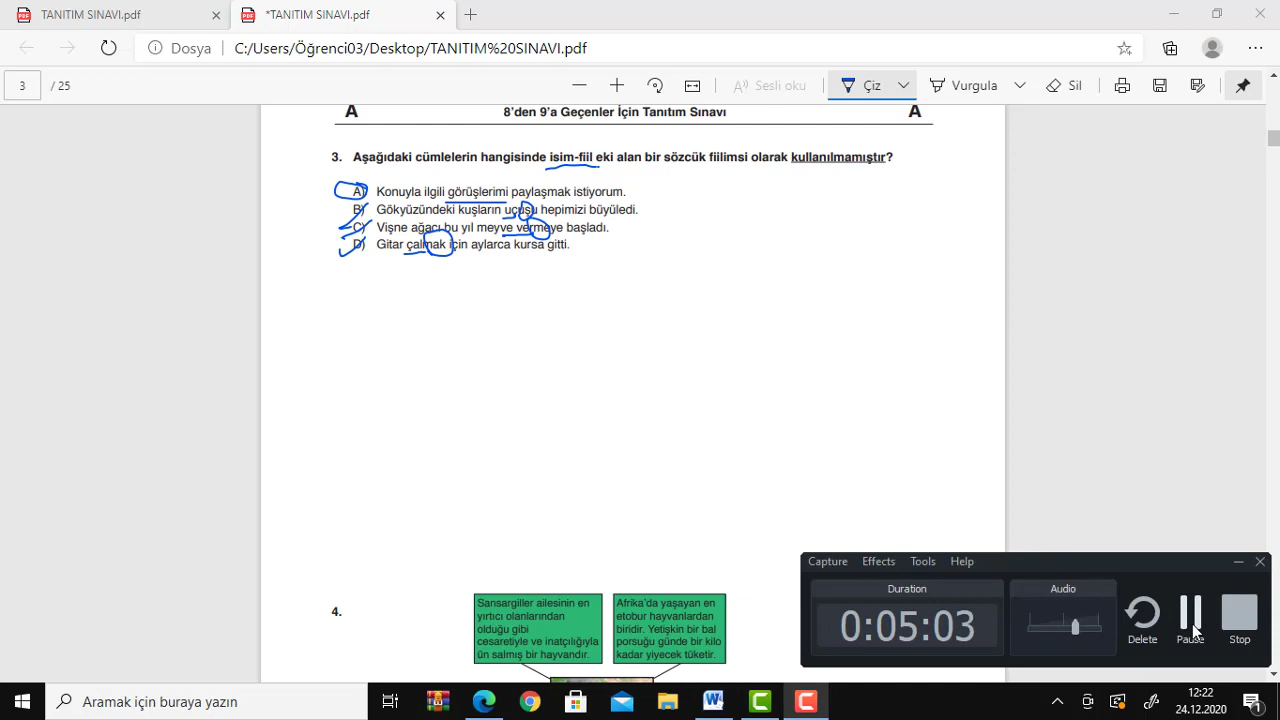 TANITIM SINAVI.pdf
*TANITIM SINAVI.pdf
Dosya
C:/Users/Öğrenci03/Desktop/TANITIM%20SINAVI.pdf
3 / 25
Sesli oku
Çiz
Vurgula
Sil
A 8'den 9'a Geçenler İçin Tanıtım Sınavı A
3. Aşağıdaki cümlelerin hangisinde isim-fiil eki alan bir sözcük fiilimsi olarak kullanılmamıştır?
A) Konuyla ilgili görüşlerimi paylaşmak istiyorum.
B) Gökyüzündeki kuşların uçuşu hepimizi büyüledi.
C) Vişne ağacı bu yıl meyve vermeye başladı.
D) Gitar çalmak için aylarca kursa gitti.
4.
Sansargiller ailesinin en
yırtıcı olanlarından
olduğu gibi
cesaretiyle ve inatçılığıyla
ün salmış bir hayvandır.
Afrika'da yaşayan en
etobur hayvanlardan
biridir. Yetişkin bir bal
porsuğu günde bir kilo
kadar yiyecek tüketir.
Capture Effects Tools Help
Duration
0:05:03
Audio
Delete
Pause
Stop
Aramak için buraya yazın
12:22
24.12.2020
1